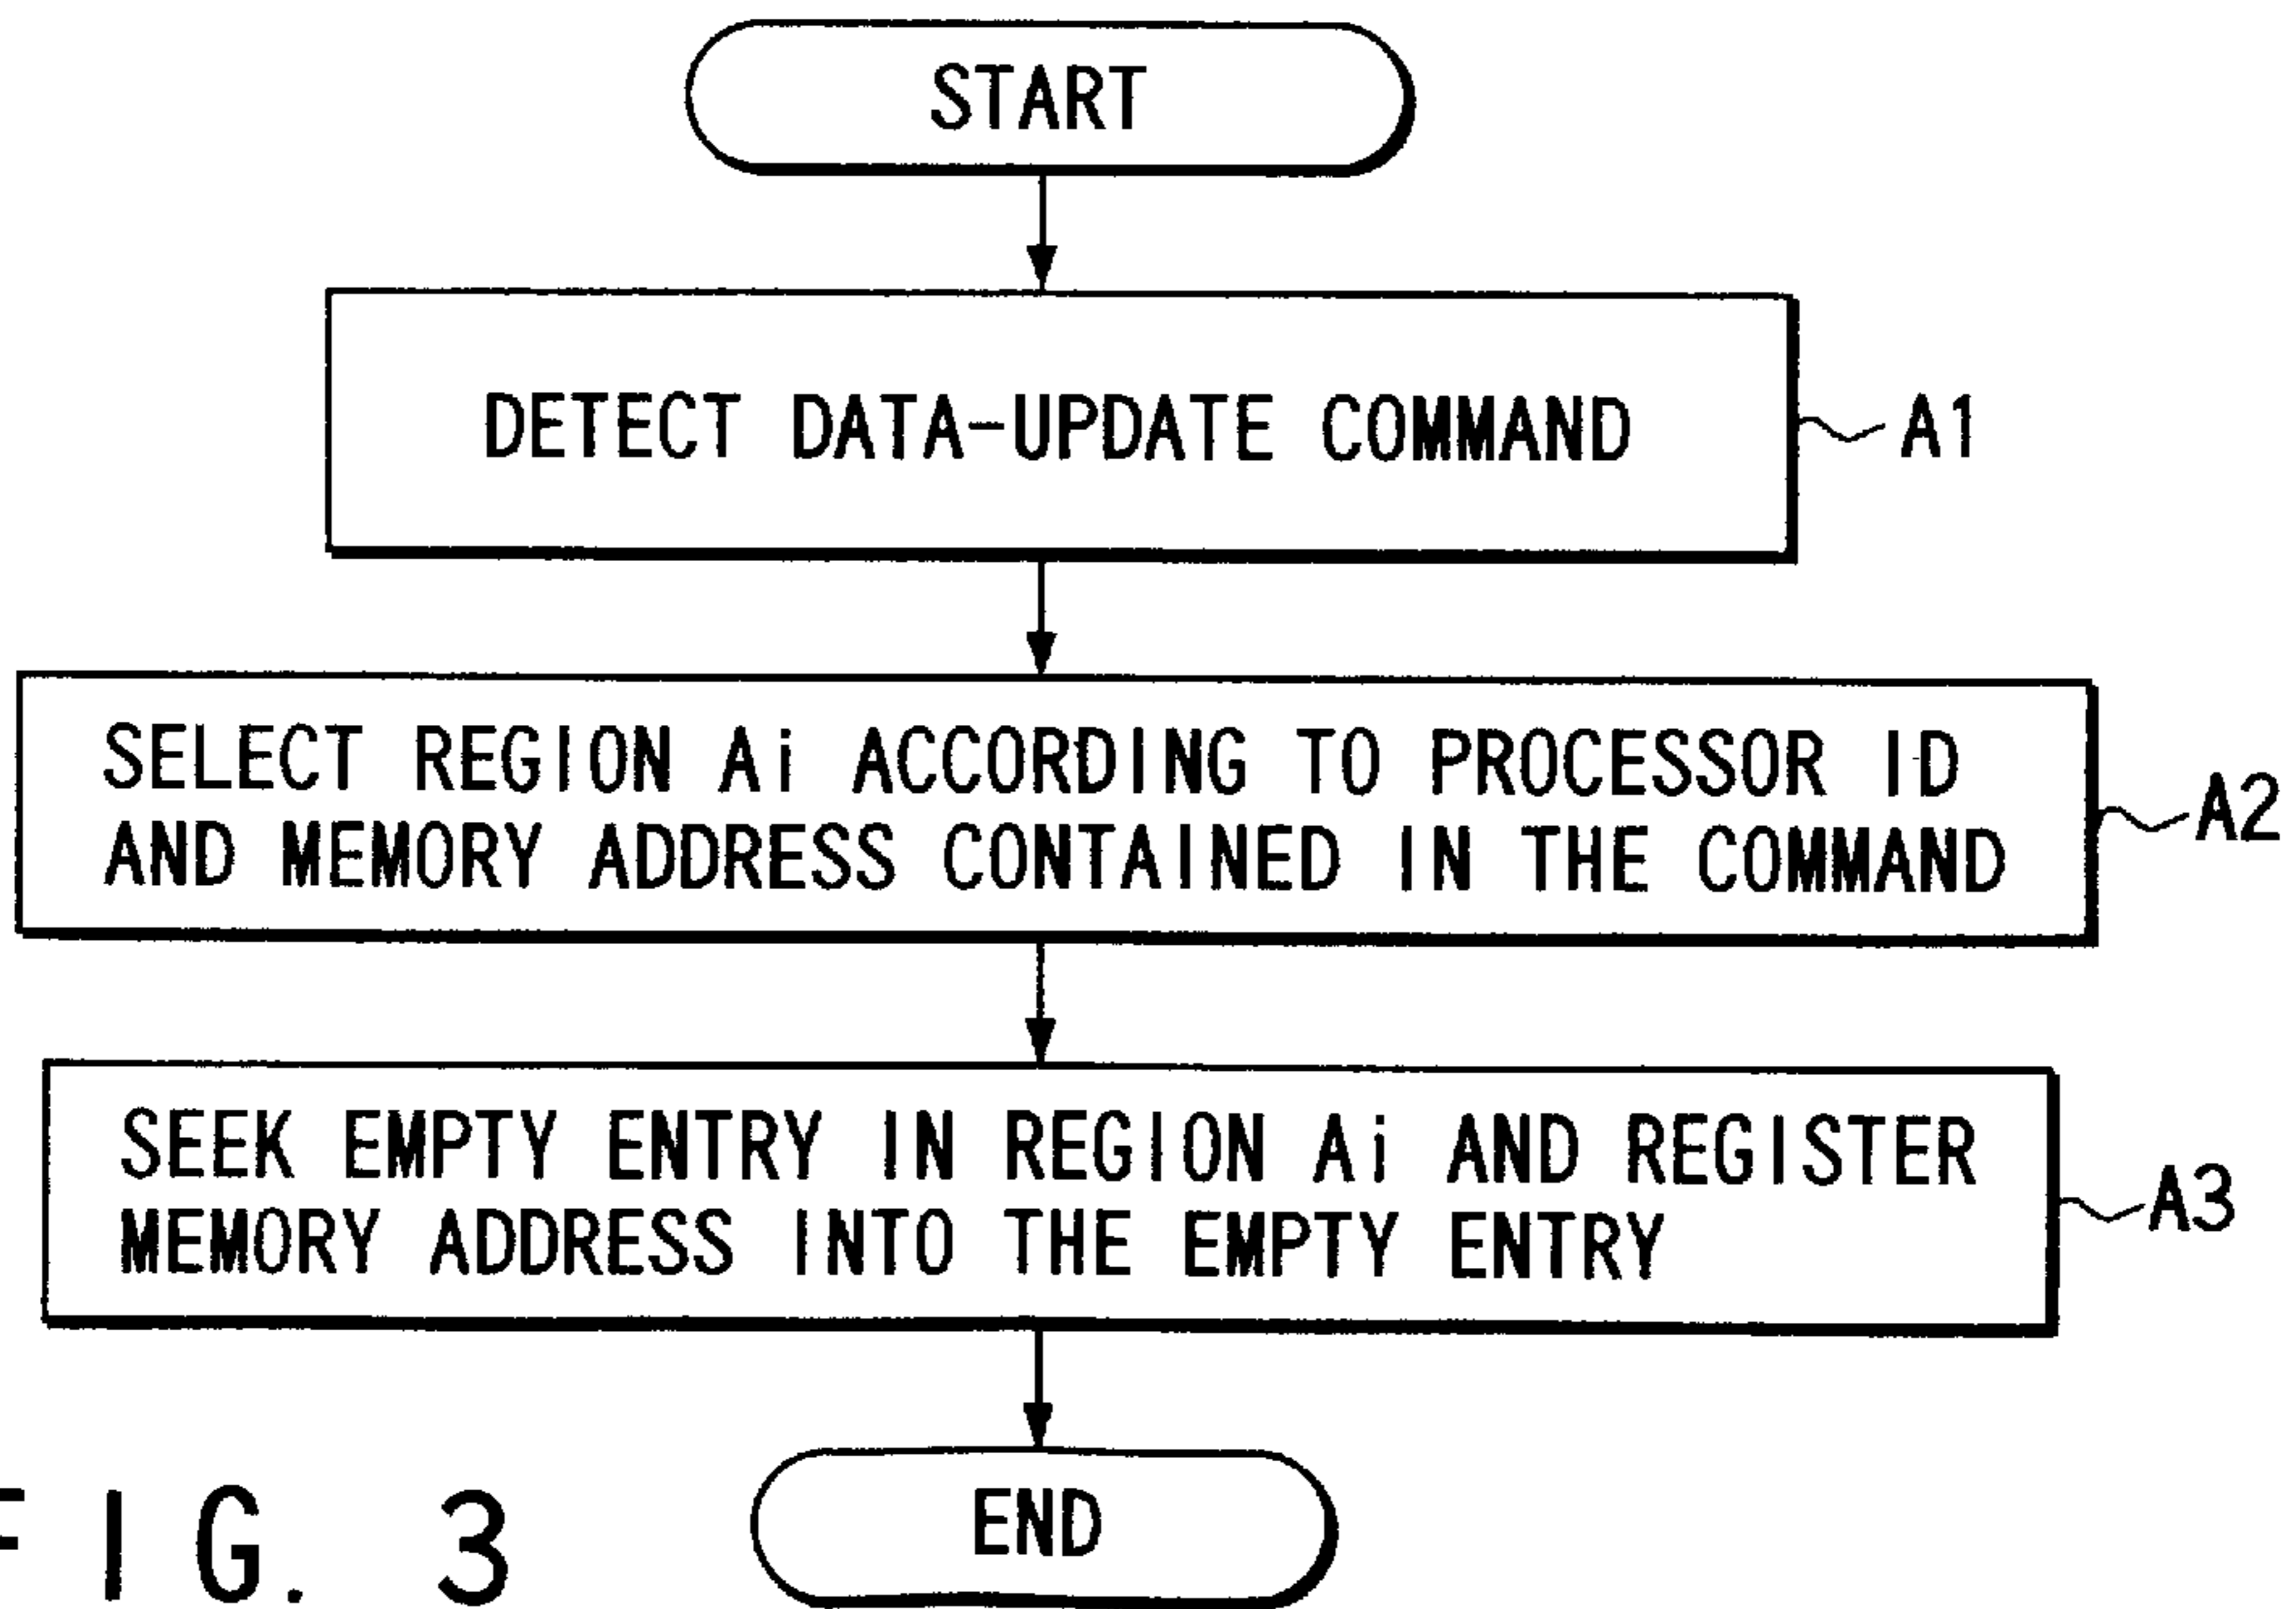 START
DETECT DATA-UPDATE COMMAND
A1
SELECT REGION Ai ACCORDING TO PROCESSOR ID
AND MEMORY ADDRESS CONTAINED IN THE COMMAND
A2
SEEK EMPTY ENTRY IN REGION Ai AND REGISTER
MEMORY ADDRESS INTO THE EMPTY ENTRY
A3
END
FIG. 3